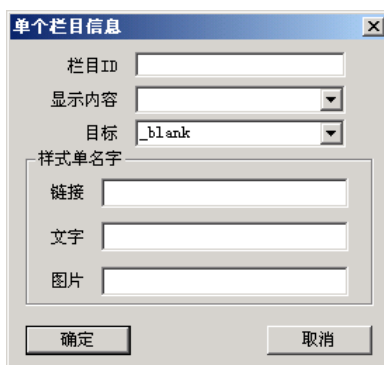 单个栏目信息
栏目ID
显示内容
目标 _blank
样式单名字
链接
文字
图片
确定 取消